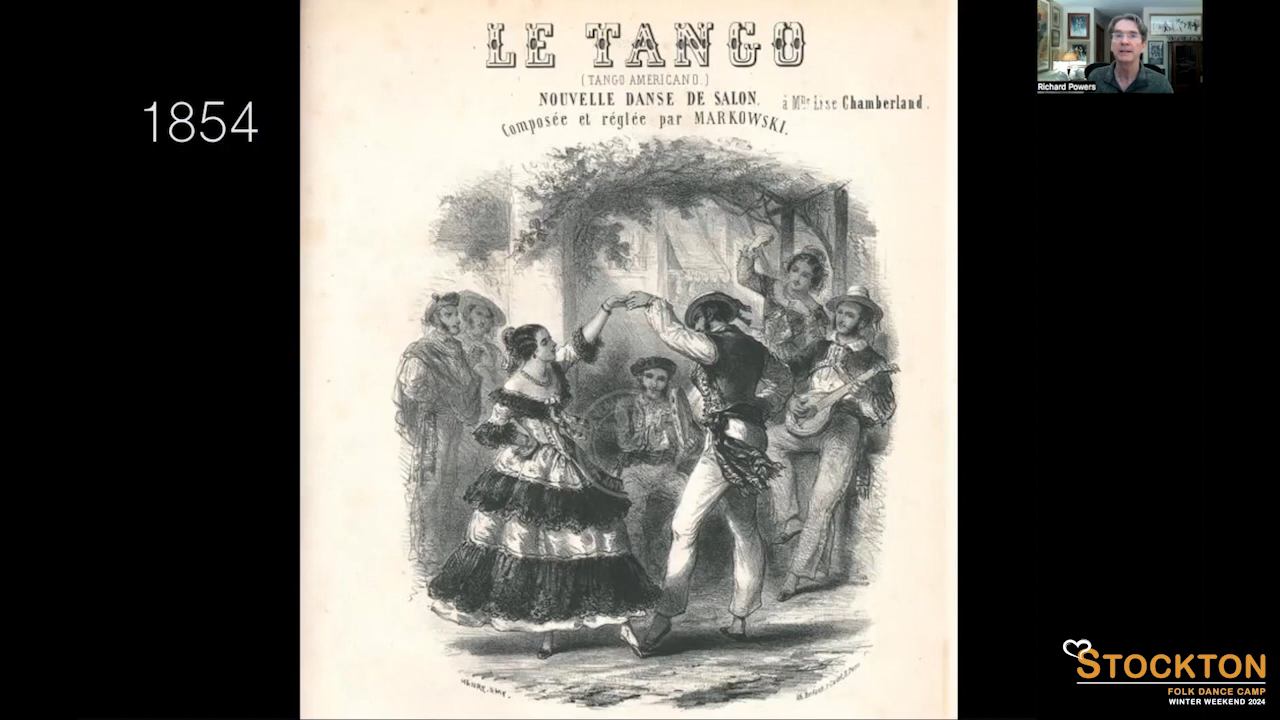 1854
LE TANGO
(TANGO AMERICANO.)
NOUVELLE DANSE DE SALON.
à Mlle Lise Chamberland.
Composée et réglée par MARKOWSKI.
Richard Powers
STOCKTON
FOLK DANCE CAMP
WINTER WEEKEND 2024